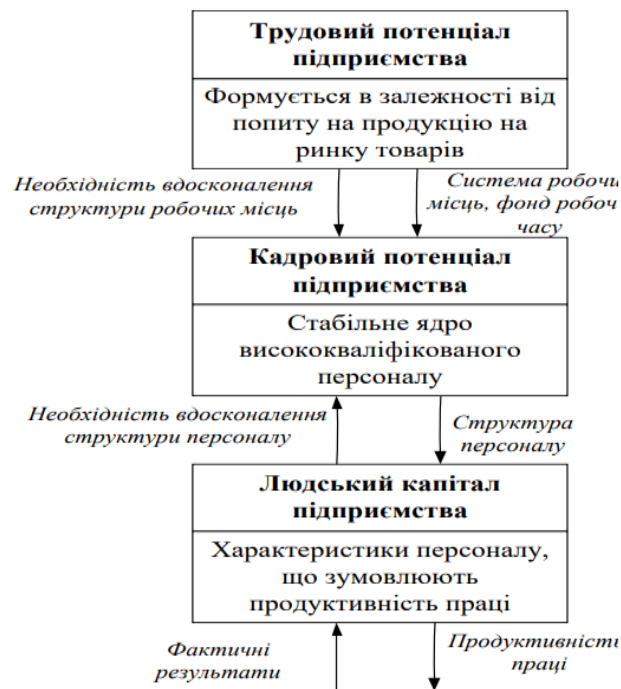 Трудовий потенціал
підприємства
Формується в залежності від
попиту на продукцію на
ринку товарів
Необхідність вдосконалення
структури робочих місць
Система робочи
місць, фонд робоч
часу
Кадровий потенціал
підприємства
Стабільне ядро
висококваліфікованого
персоналу
Необхідність вдосконалення
структури персоналу
Структура
персоналу
Людський капітал
підприємства
Характеристики персоналу,
що зумовлюють
продуктивність праці
Фактичні
результати
Продуктивність
праці